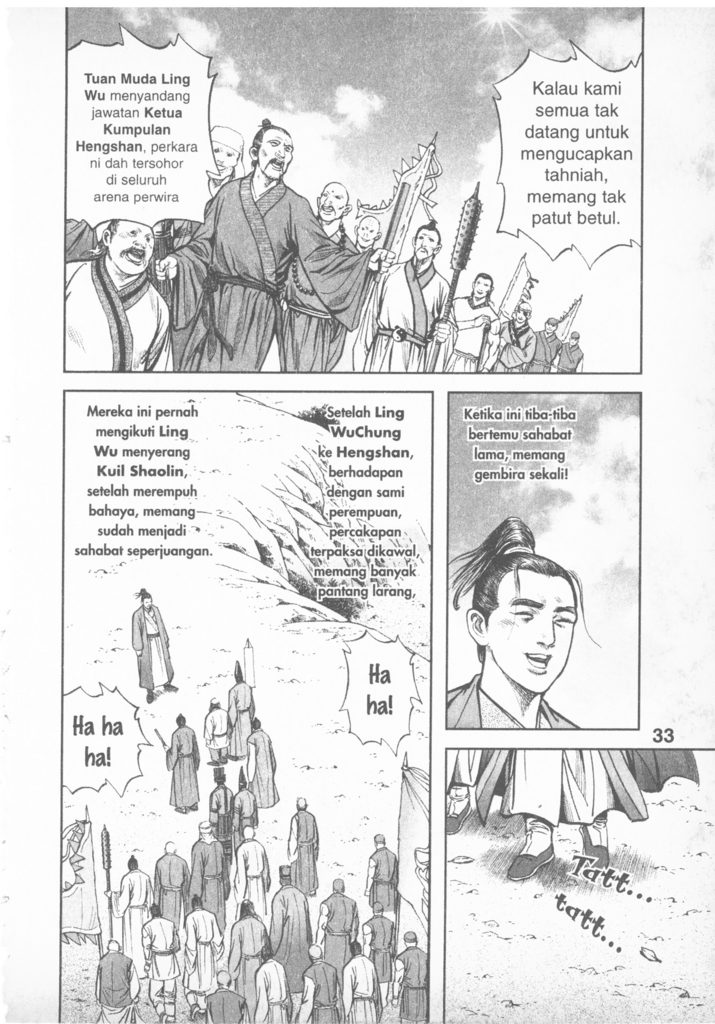 Tuan Muda Ling
Wu menyandang
jawatan Ketua
Kumpulan
Hengshan, perkara
ni dah tersohor
di seluruh
arena perwira
Kalau kami
semua tak
datang untuk
mengucapkan
tahniah,
memang tak
patut betul.
Mereka ini pernah
mengikuti Ling
Wu menyerang
Kuil Shaolin,
setelah merempuh
bahaya, memang
sudah menjadi
sahabat seperjuangan.
Setelah Ling
WuChung
ke Hengshan,
berhadapan
dengan sami
perempuan,
percakapan
terpaksa dikawal,
memang banyak
pantang larang,
Ketika ini tiba-tiba
bertemu sahabat
lama, memang
gembira sekali!
Ha
ha!
Ha ha
ha!
33
Tatt...
tatt...